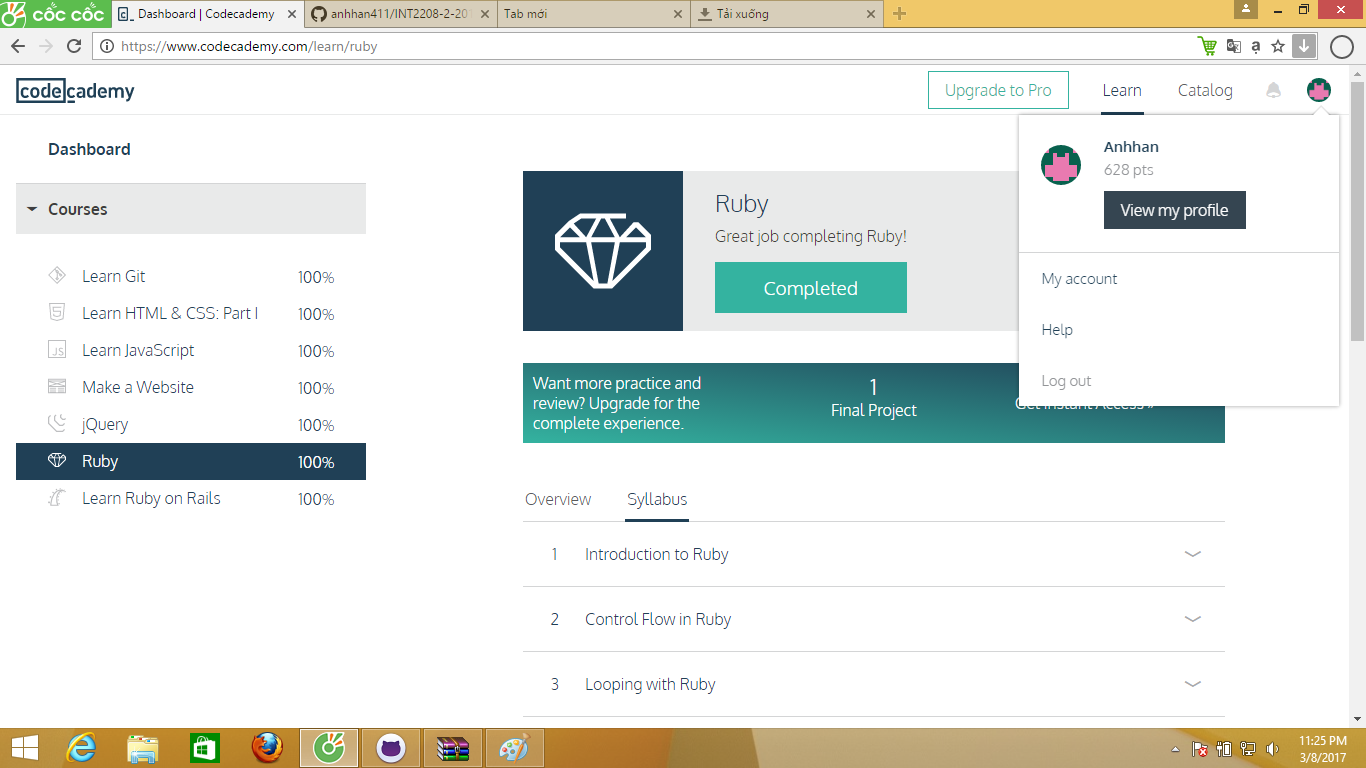 cốc cốc
Dashboard | Codecademy
anhhan411/INT2208-2-201
Tab mới
Tải xuống
https://www.codecademy.com/learn/ruby
codecademy
Upgrade to Pro
Learn
Catalog
Anhhan
628 pts
View my profile
My account
Help
Log out
Dashboard
Courses
Learn Git 100%
Learn HTML & CSS: Part I 100%
JS Learn JavaScript 100%
Make a Website 100%
jQuery 100%
Ruby 100%
Learn Ruby on Rails 100%
Ruby
Great job completing Ruby!
Completed
Want more practice and
review? Upgrade for the
complete experience.
1
Final Project
Get Instant Access »
Overview Syllabus
1 Introduction to Ruby
2 Control Flow in Ruby
3 Looping with Ruby
11:25 PM
3/8/2017